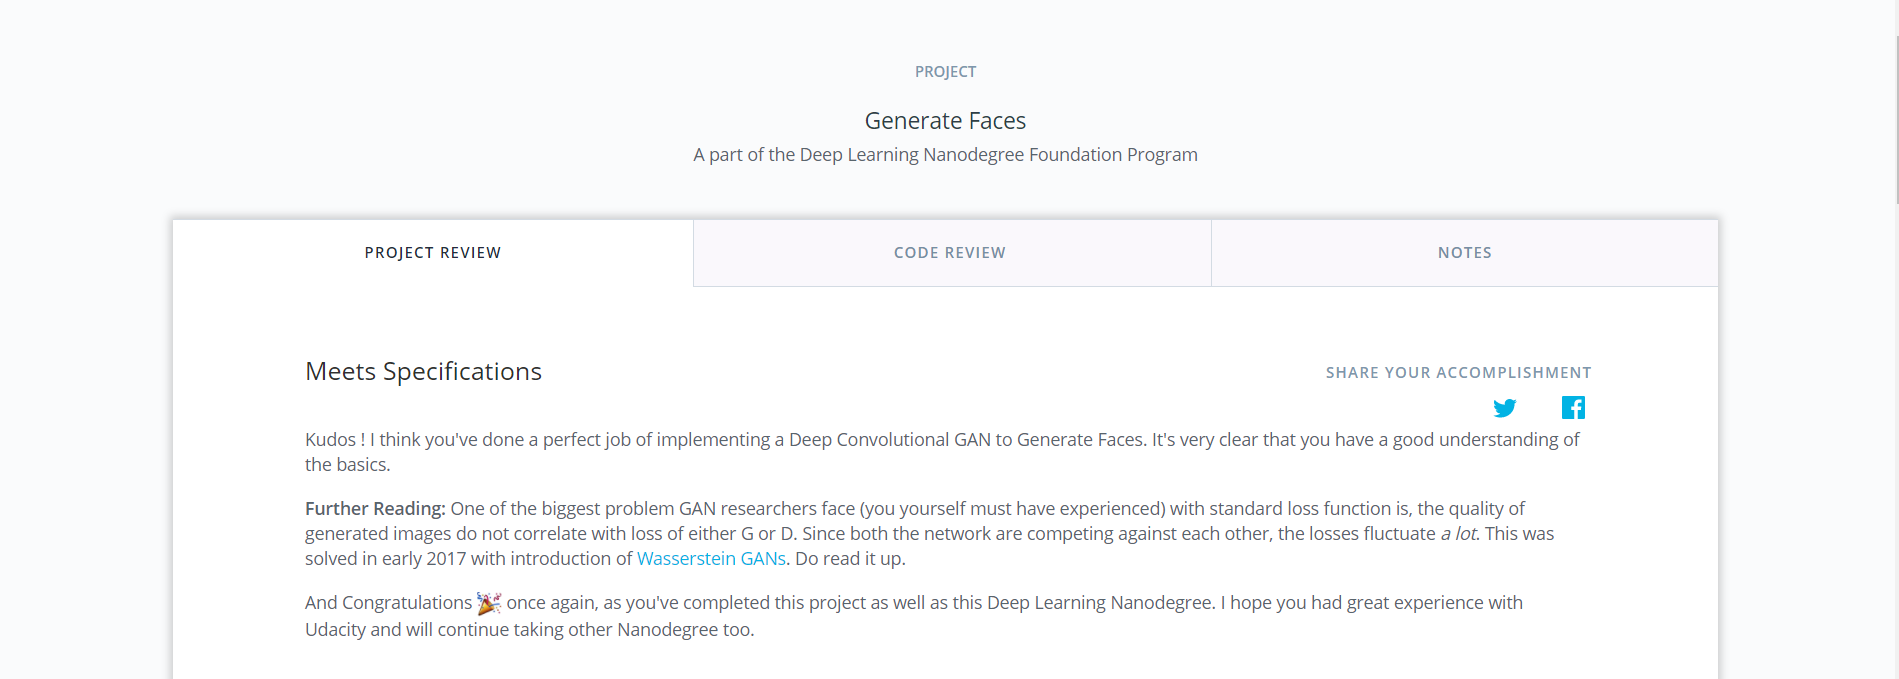 PROJECT
Generate Faces
A part of the Deep Learning Nanodegree Foundation Program
PROJECT REVIEW
CODE REVIEW
NOTES
Meets Specifications
SHARE YOUR ACCOMPLISHMENT
Kudos ! I think you've done a perfect job of implementing a Deep Convolutional GAN to Generate Faces. It's very clear that you have a good understanding of
the basics.
Further Reading: One of the biggest problem GAN researchers face (you yourself must have experienced) with standard loss function is, the quality of
generated images do not correlate with loss of either G or D. Since both the network are competing against each other, the losses fluctuate a lot. This was
solved in early 2017 with introduction of Wasserstein GANs. Do read it up.
And Congratulations 🎉 once again, as you've completed this project as well as this Deep Learning Nanodegree. I hope you had great experience with
Udacity and will continue taking other Nanodegree too.